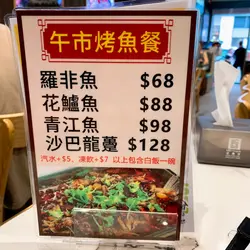 午市烤魚餐
羅非魚 $68
花鱸魚 $88
青江魚 $98
沙巴龍躉 $128
汽水+$5、凍飲+$7 以上包含白飯一碗